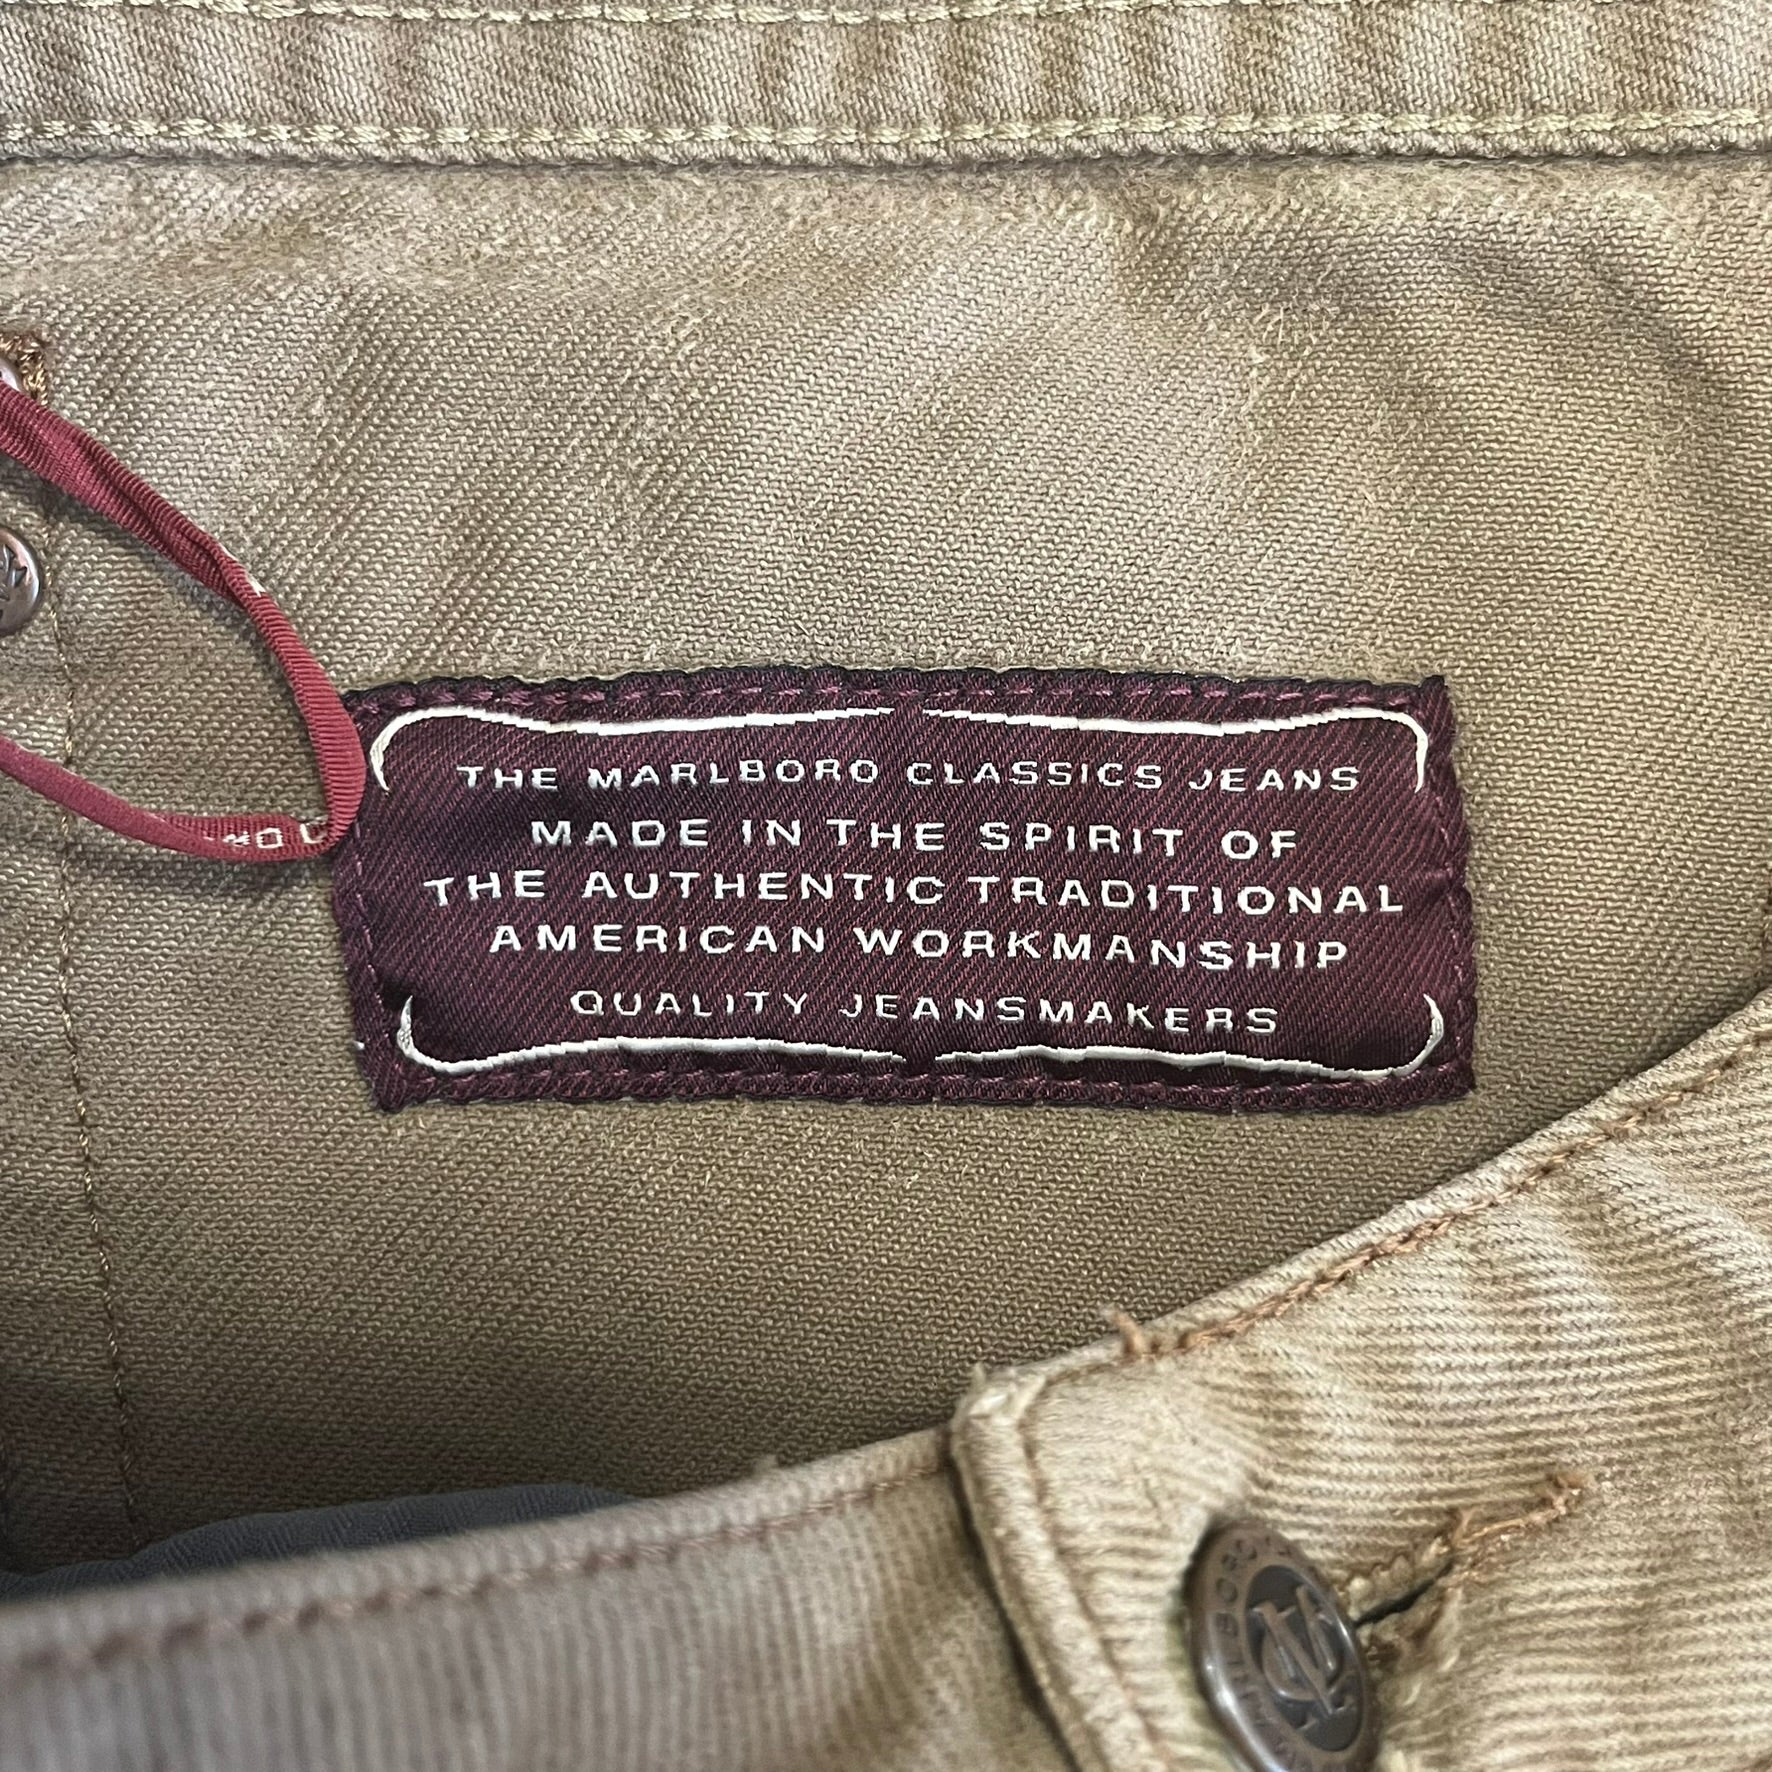 THE MARLBORO CLASSICS JEANS
MADE IN THE SPIRIT OF
THE AUTHENTIC TRADITIONAL
AMERICAN WORKMANSHIP
QUALITY JEANSMAKERS